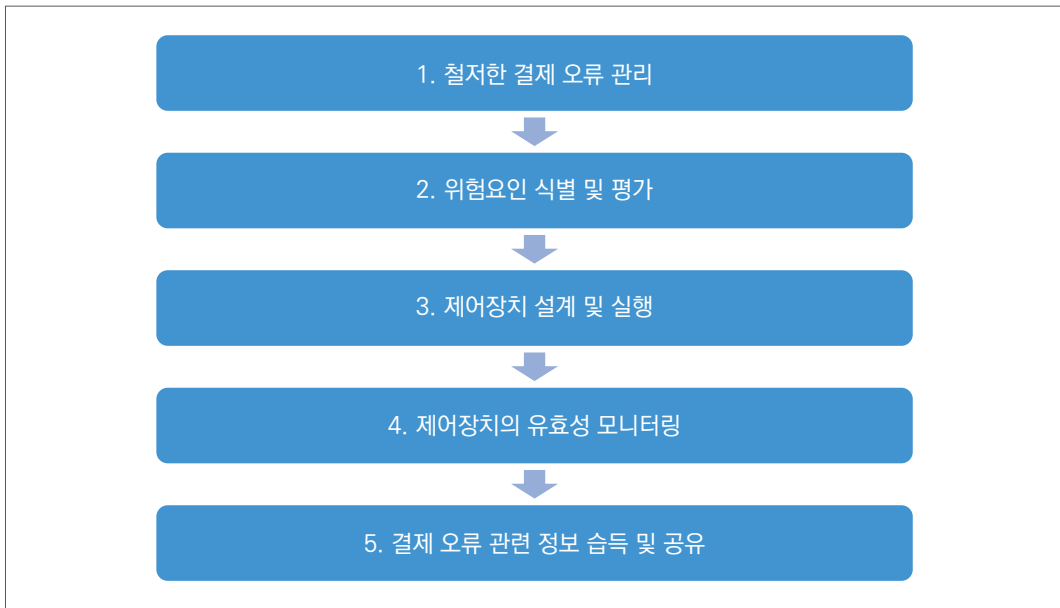 1. 철저한 결제 오류 관리
2. 위험요인 식별 및 평가
3. 제어장치 설계 및 실행
4. 제어장치의 유효성 모니터링
5. 결제 오류 관련 정보 습득 및 공유